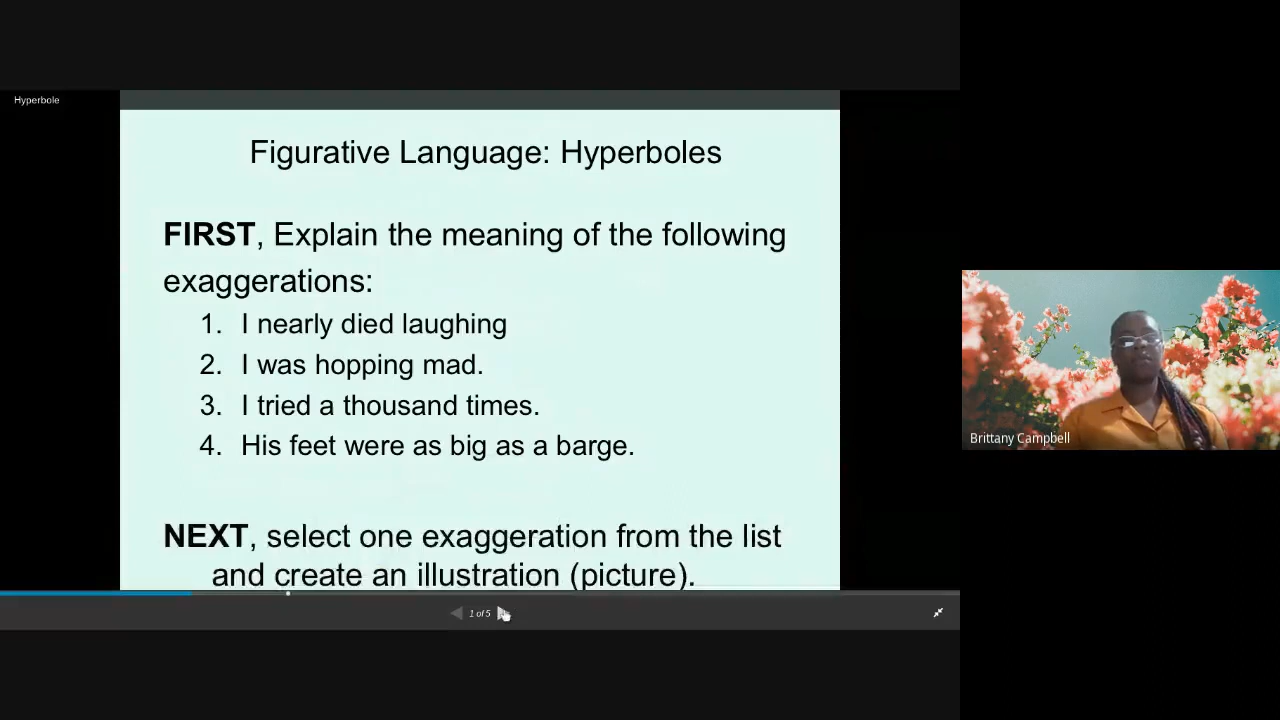 Hyperbole
Figurative Language: Hyperboles
FIRST, Explain the meaning of the following
exaggerations:
1. I nearly died laughing
2. I was hopping mad.
3. I tried a thousand times.
4. His feet were as big as a barge.
NEXT, select one exaggeration from the list
and create an illustration (picture).
1 of 5
Brittany Campbell